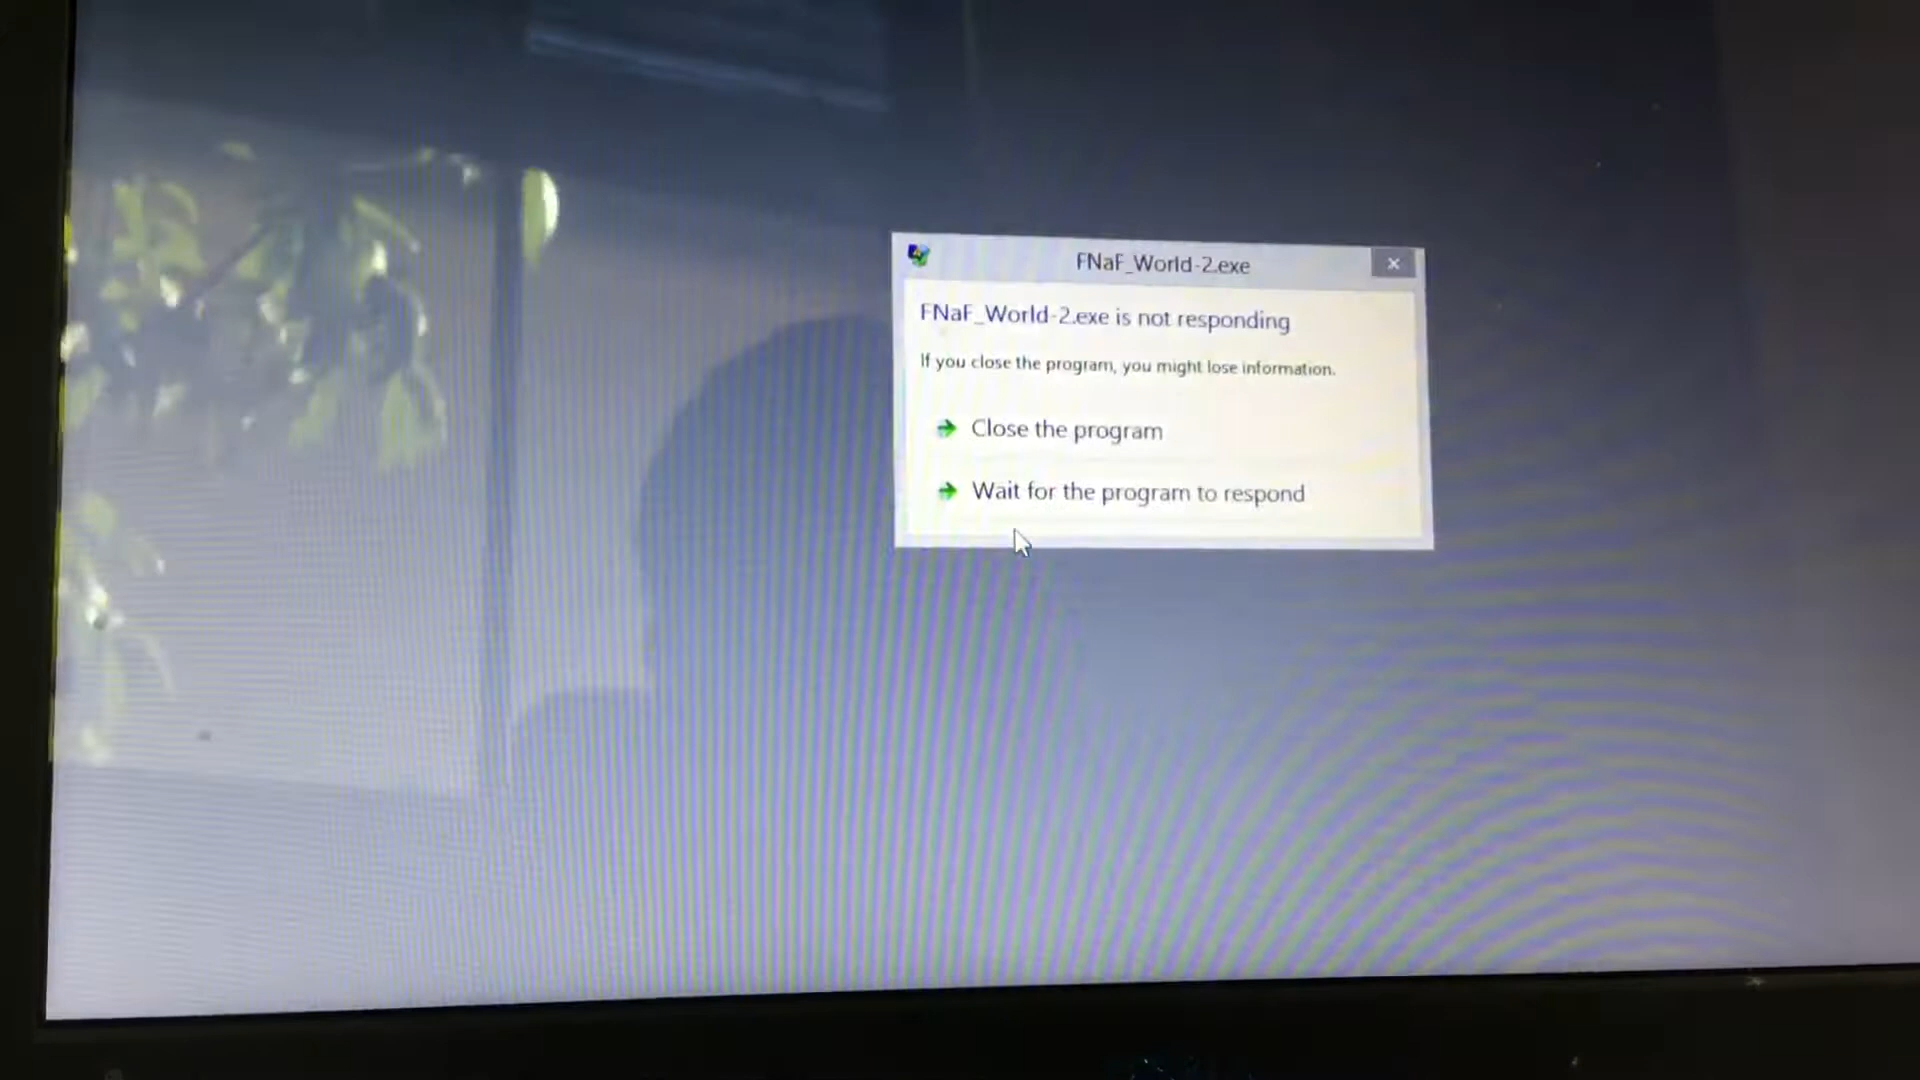 FNaF_World-2.exe
FNaF_World-2.exe is not responding
If you close the program, you might lose information.
Close the program
Wait for the program to respond